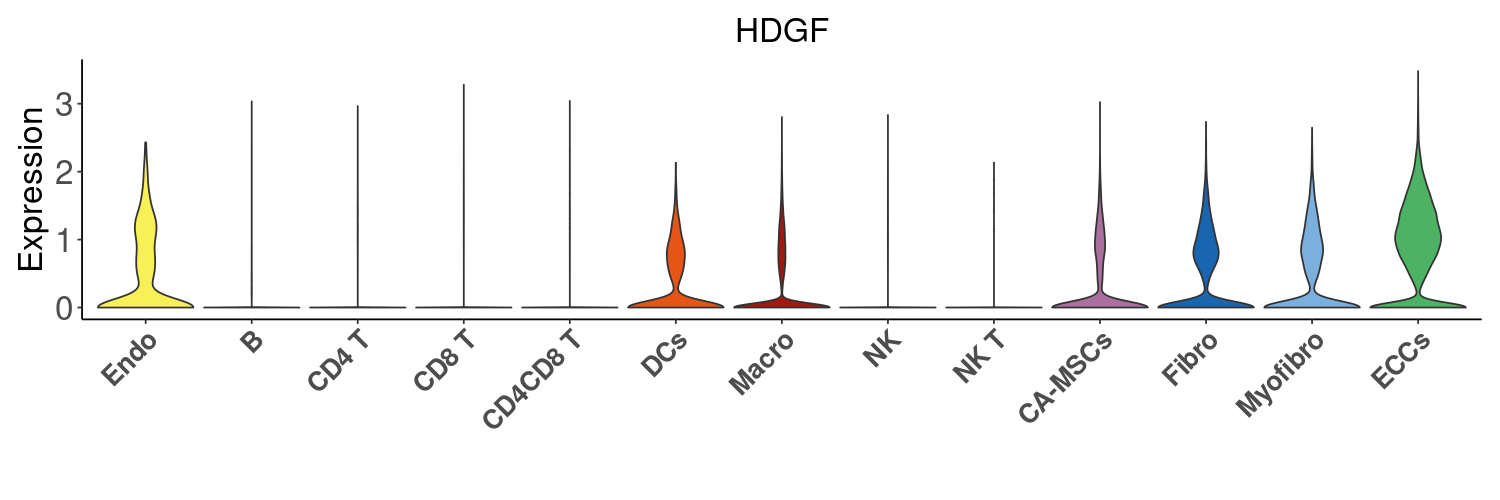 HDGF
Expression
3
2
1
0
Endo
B
CD4 T
CD8 T
CD4CD8 T
DCs
Macro
NK
NK T
CA-MSCs
Fibro
Myofibro
ECCs